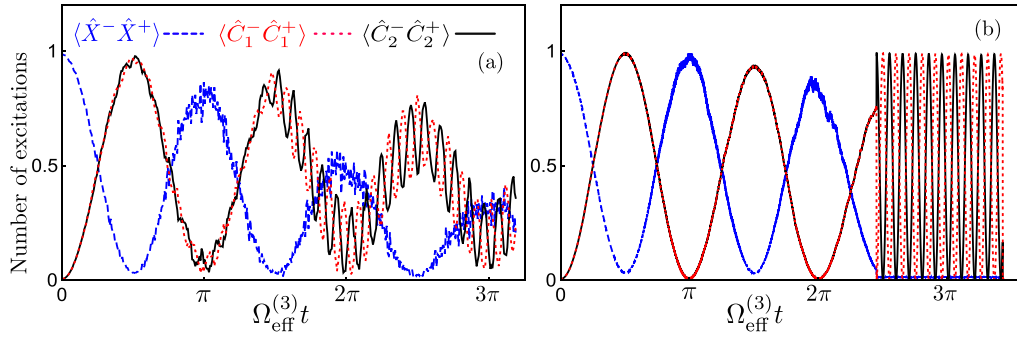 ⟨X̂⁻X̂⁺⟩ ⟨Ĉ₁⁻Ĉ₁⁺⟩ ⟨Ĉ₂⁻Ĉ₂⁺⟩
(a) (b)
Number of excitations
1 0.5 0
1 0.5 0
0 π 2π 3π
0 π 2π 3π
Ω_eff^(3) t Ω_eff^(3) t